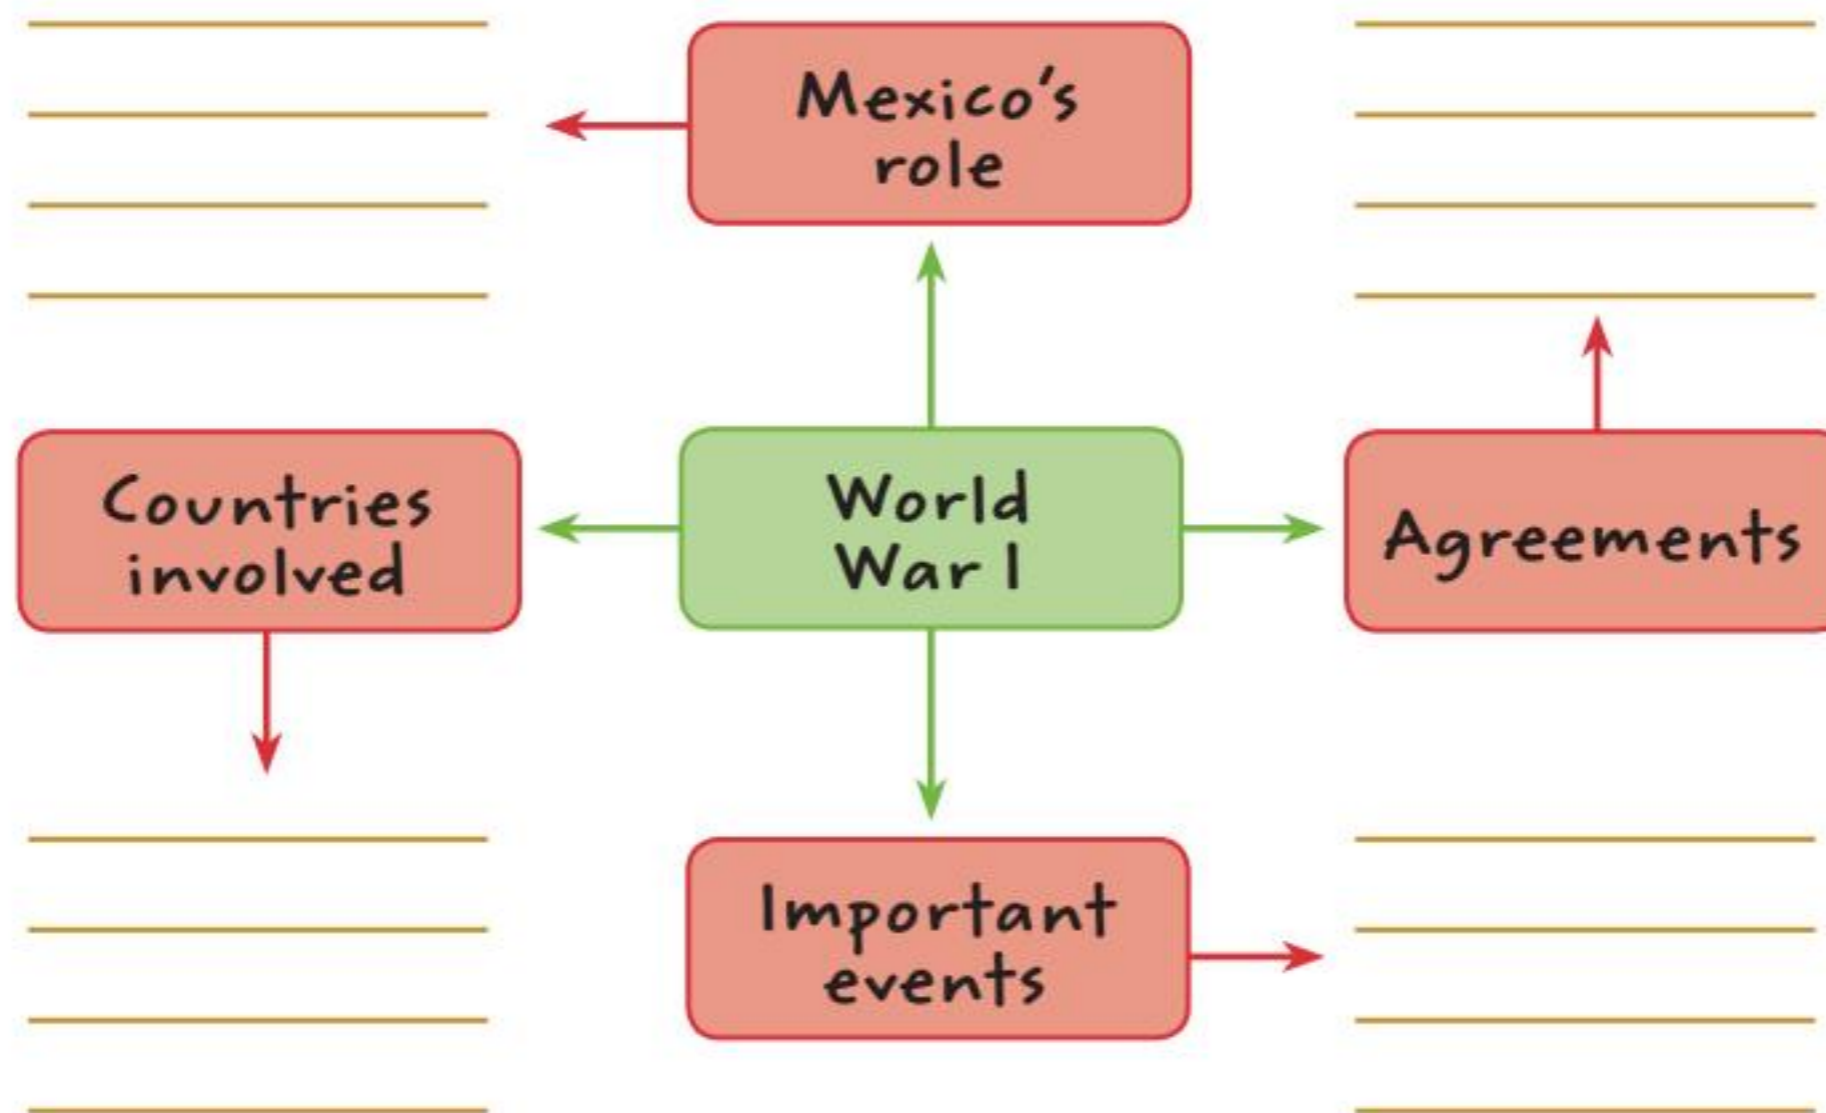 Mexico's
role
Countries
involved
World
War I
Agreements
Important
events